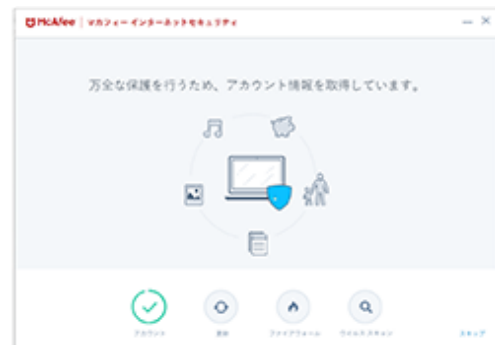 McAfee | マカフィー インターネットセキュリティ
万全な保護を行うため、アカウント情報を取得しています。
アカウント
更新
ファイアウォール
ウイルス スキャン
スキップ